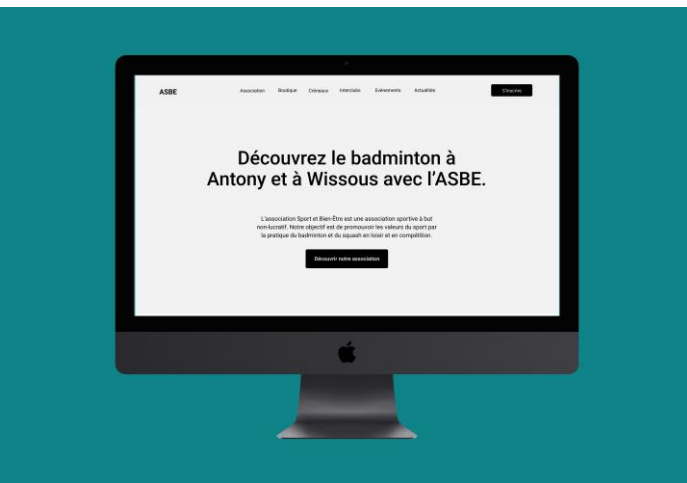 ASBE
Association Boutique Créneaux Interclubs Evénements Actualités
S'inscrire
Découvrez le badminton à
Antony et à Wissous avec l'ASBE.
L'association Sport et Bien-Être est une association sportive à but
non-lucratif. Notre objectif est de promouvoir les valeurs du sport par
la pratique du badminton et du squash en loisir et en compétition.
Découvrir notre association